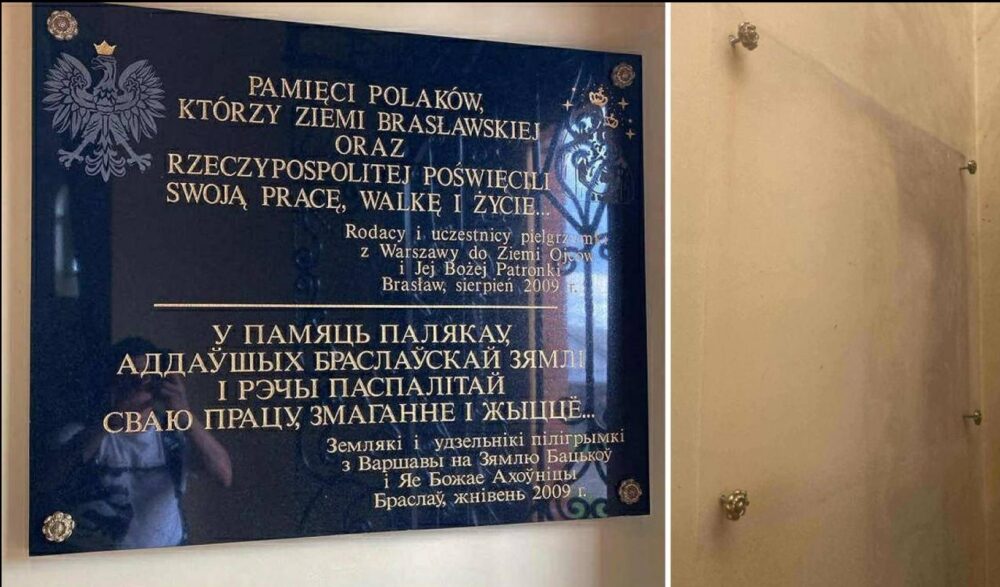 PAMIĘCI POLAKÓW,
KTÓRZY ZIEMI BRASŁAWSKIEJ
ORAZ
RZECZYPOSPOLITEJ POŚWIĘCILI
SWOJĄ PRACĘ, WALKĘ I ŻYCIE...
Rodacy i uczestnicy pielgrzymki
z Warszawy do Ziemi Ojców
i Jej Bożej Patronki
Brasław, sierpień 2009 r.
У ПАМЯЦЬ ПАЛЯКАЎ,
АДДАЎШЫХ БРАСЛАЎСКАЙ ЗЯМЛІ
І РЭЧЫ ПАСПАЛІТАЙ
СВАЮ ПРАЦУ, ЗМАГАННЕ І ЖЫЦЦЁ...
Землякі і удзельнікі пілігрымкі
з Варшавы на Зямлю Бацькоў
і Яе Божае Ахоўніцы
Браслаў, жнівень 2009 г.